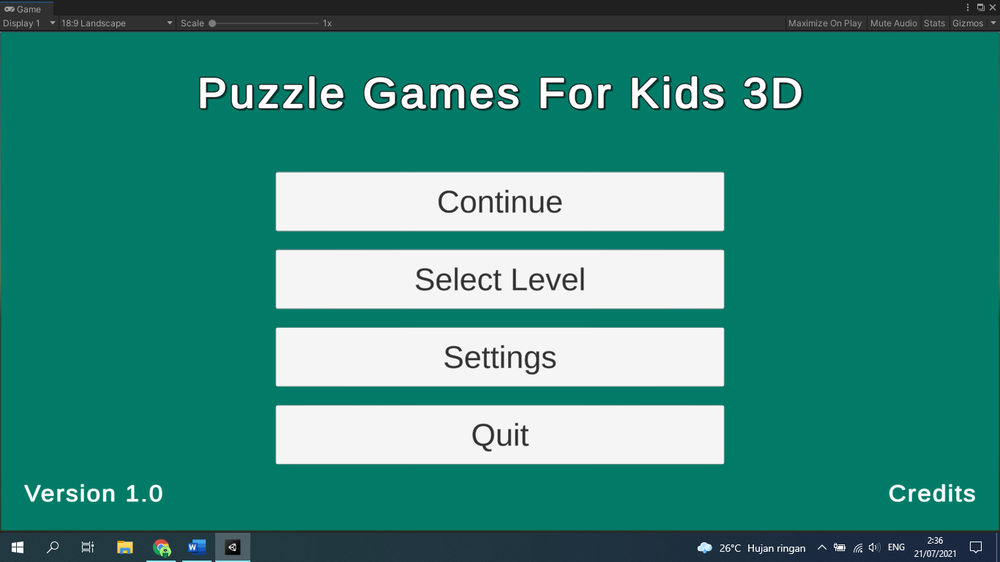 Game
Display 1 18:9 Landscape Scale 1x Maximize On Play Mute Audio Stats Gizmos
Puzzle Games For Kids 3D
Continue
Select Level
Settings
Quit
Version 1.0 Credits
26°C Hujan ringan ENG 2:36
21/07/2021